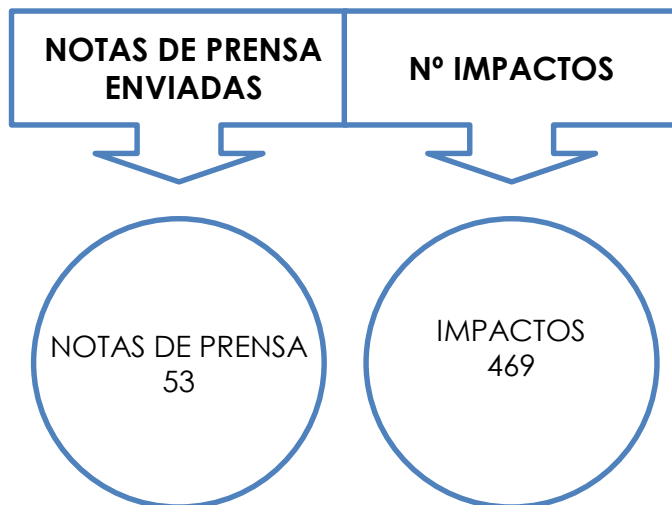 NOTAS DE PRENSA
ENVIADAS
Nº IMPACTOS
NOTAS DE PRENSA
53
IMPACTOS
469